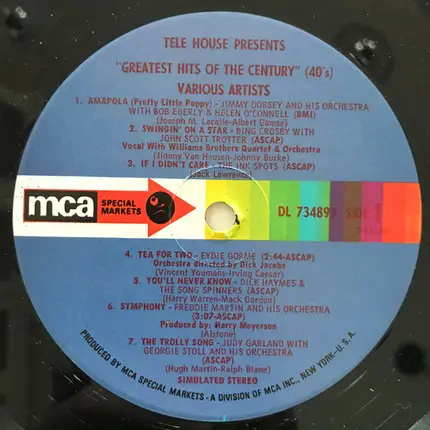 TELE HOUSE PRESENTS
"GREATEST HITS OF THE CENTURY" (40's)
VARIOUS ARTISTS
1. AMAPOLA (Pretty Little Poppy) - JIMMY DORSEY AND HIS ORCHESTRA
WITH BOB EBERLY & HELEN O'CONNELL (BMI)
(Joseph M. Lacalle-Albert Gamse)
2. SWINGIN' ON A STAR - BING CROSBY WITH
JOHN SCOTT TROTTER (ASCAP)
Vocal With Williams Brothers Quartet & Orchestra
(Jimmy Van Heusen-Johnny Burke)
3. IF I DIDN'T CARE - THE INK SPOTS (ASCAP)
(Jack Lawrence)
mca SPECIAL
MARKETS
DL 73489 SIDE 1
4. TEA FOR TWO - EYDIE GORME (2:44-ASCAP)
Orchestra directed by Dick Jacobs
(Vincent Youmans-Irving Caesar)
5. YOU'LL NEVER KNOW - DICK HAYMES &
THE SONG SPINNERS (ASCAP)
(Harry Warren-Mack Gordon)
6. SYMPHONY - FREDDIE MARTIN AND HIS ORCHESTRA
(3:07-ASCAP)
Produced by: Harry Meyerson
(Alstone)
7. THE TROLLY SONG - JUDY GARLAND WITH
GEORGIE STOLL AND HIS ORCHESTRA
(ASCAP)
(Hugh Martin-Ralph Blane)
SIMULATED STEREO
PRODUCED BY MCA SPECIAL MARKETS - A DIVISION OF MCA INC., NEW YORK - U.S.A.